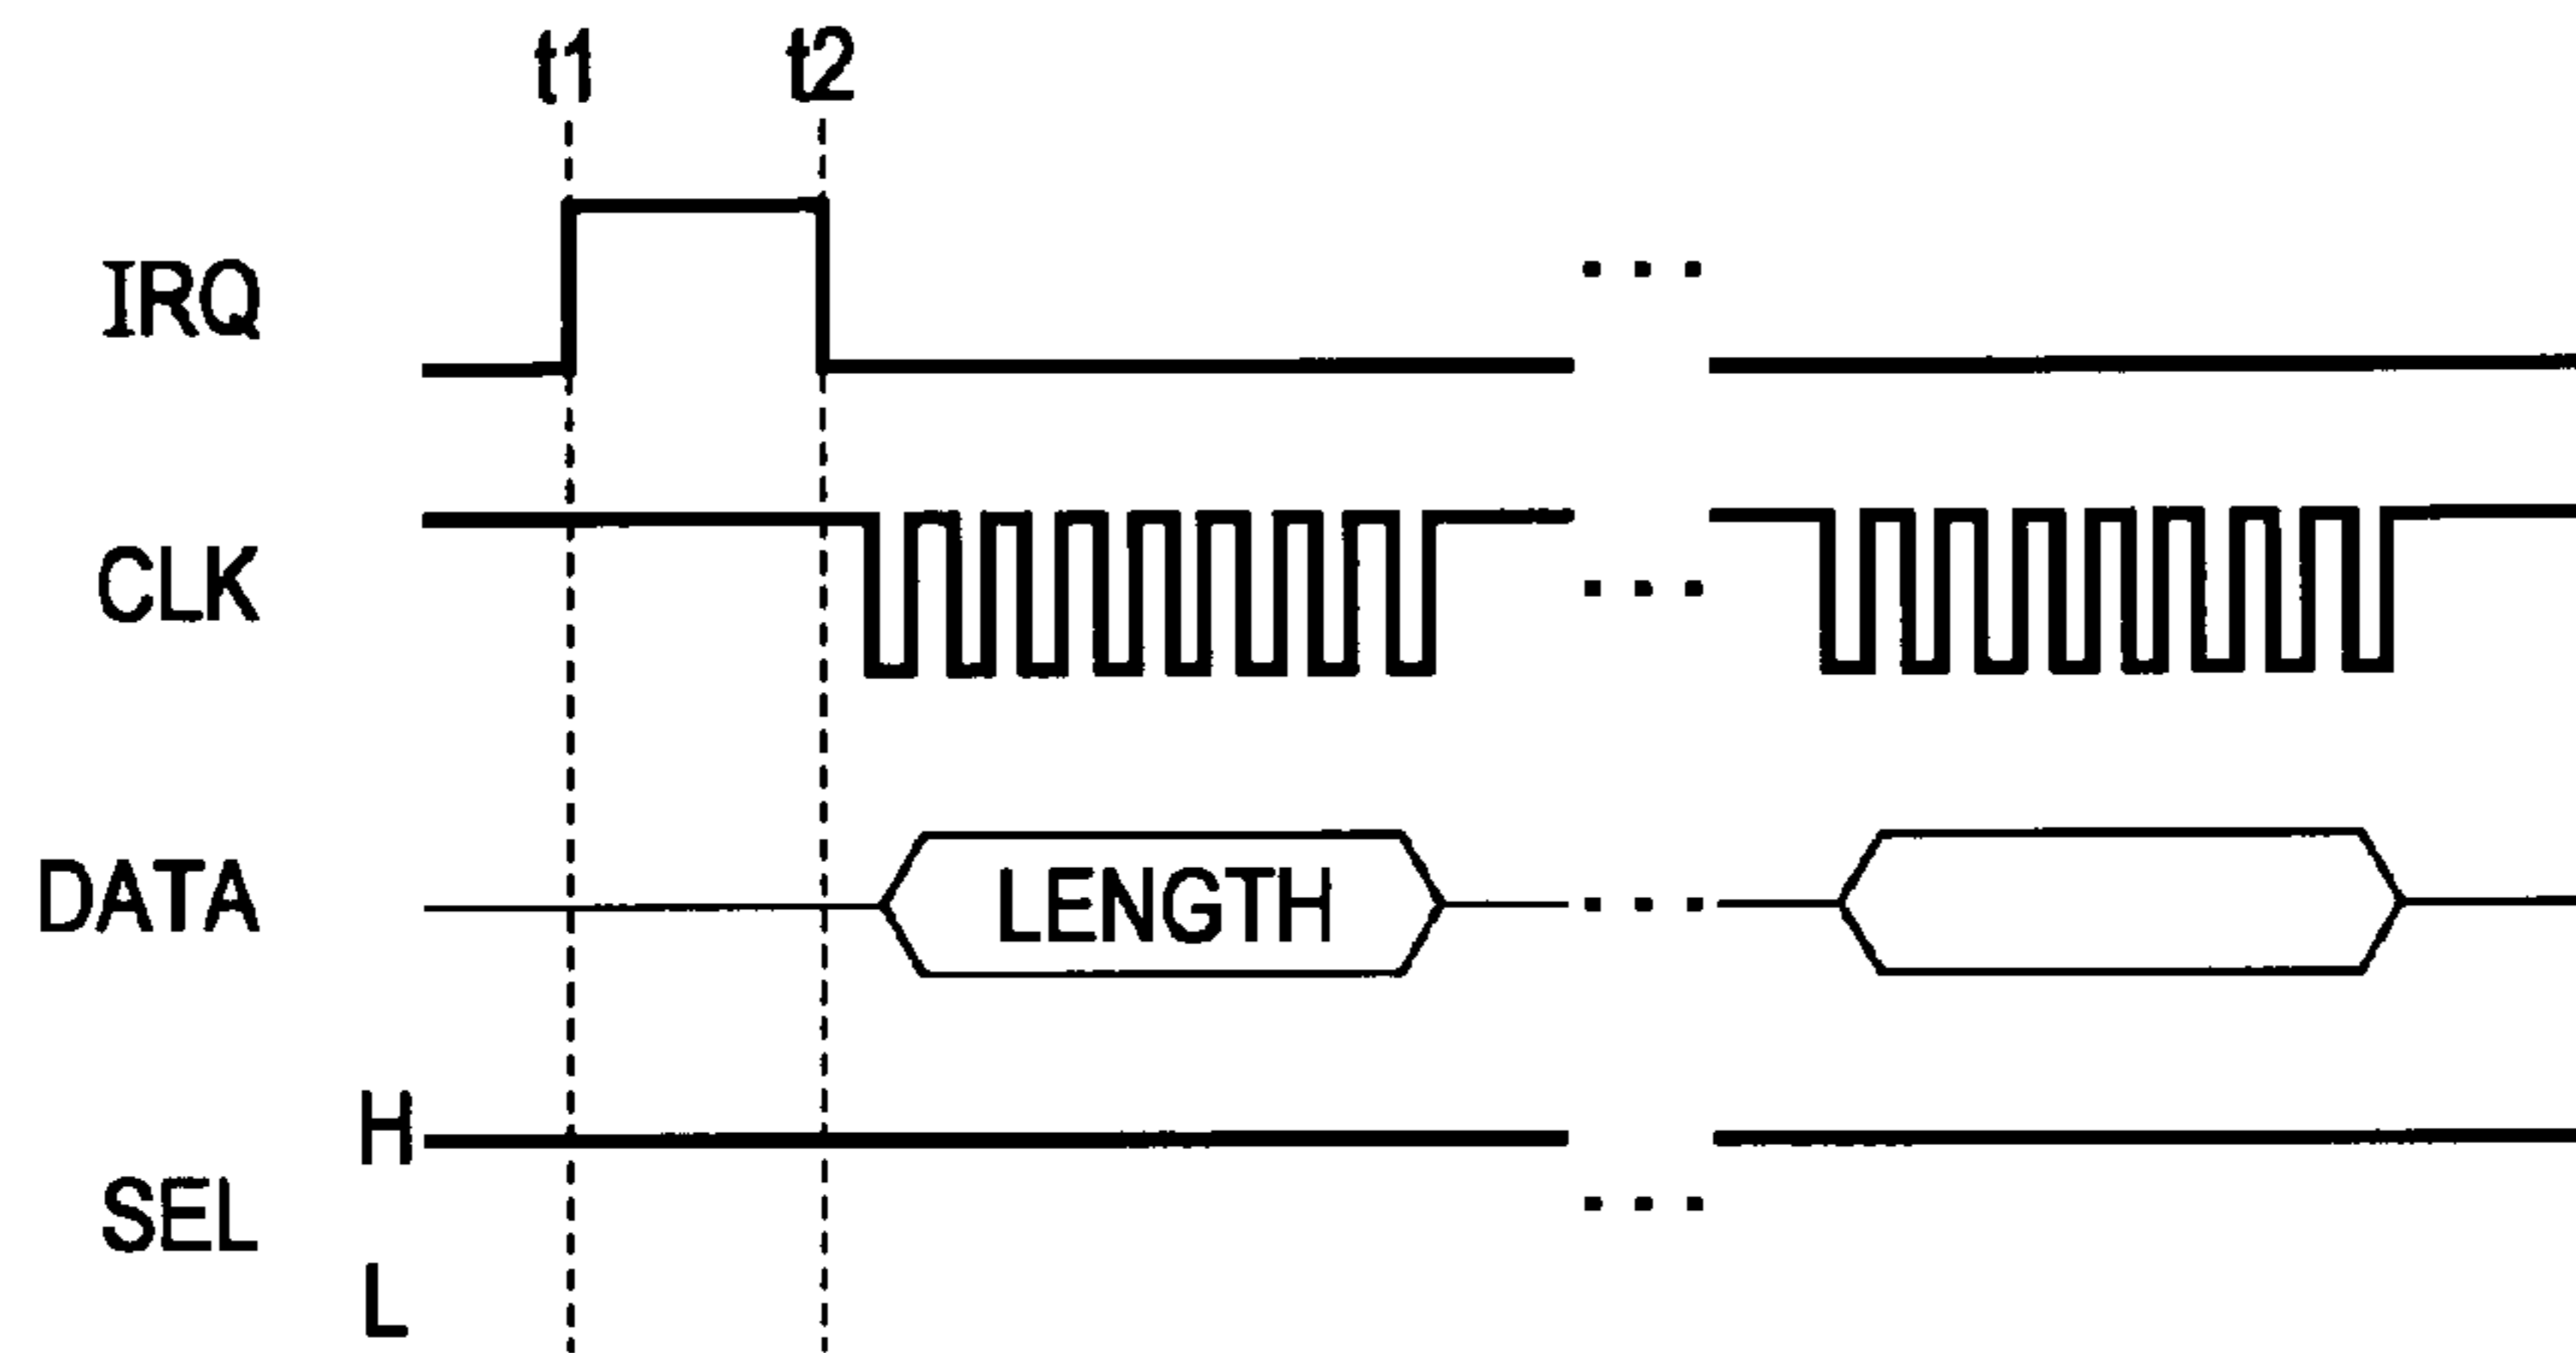 t1 t2
IRQ
CLK
DATA LENGTH
H
SEL
L